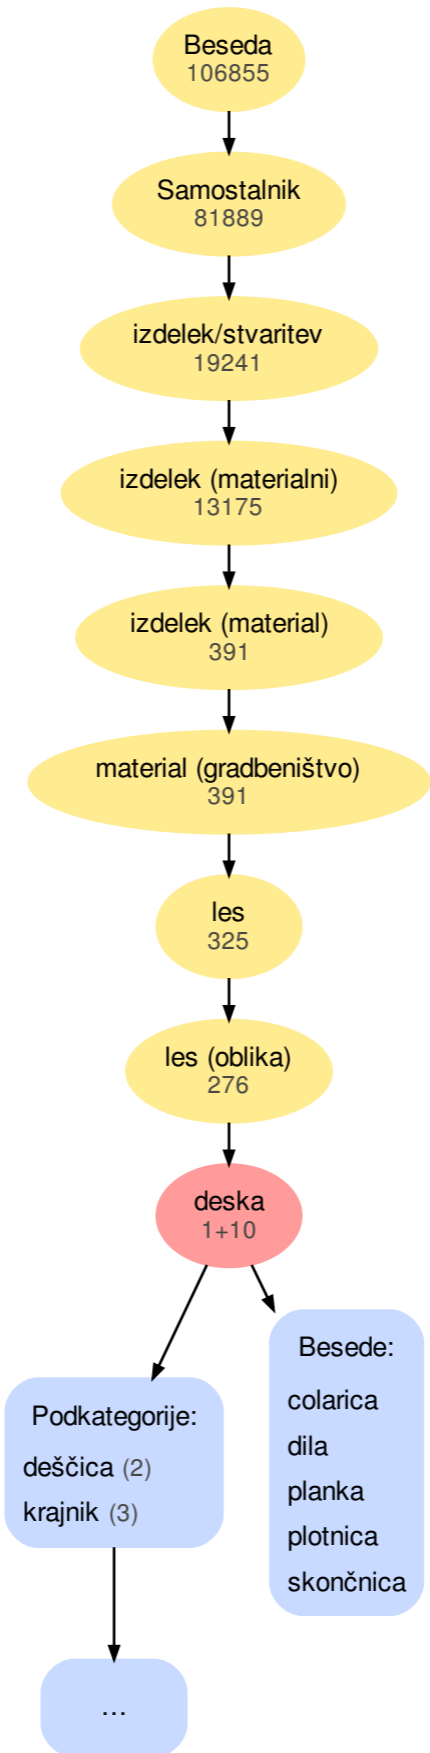 Beseda
106855
Samostalnik
81889
izdelek/stvaritev
19241
izdelek (materialni)
13175
izdelek (material)
391
material (gradbeništvo)
391
les
325
les (oblika)
276
deska
1+10
Podkategorije:
deščica (2)
krajnik (3)
...
Besede:
colarica
dila
planka
plotnica
skončnica